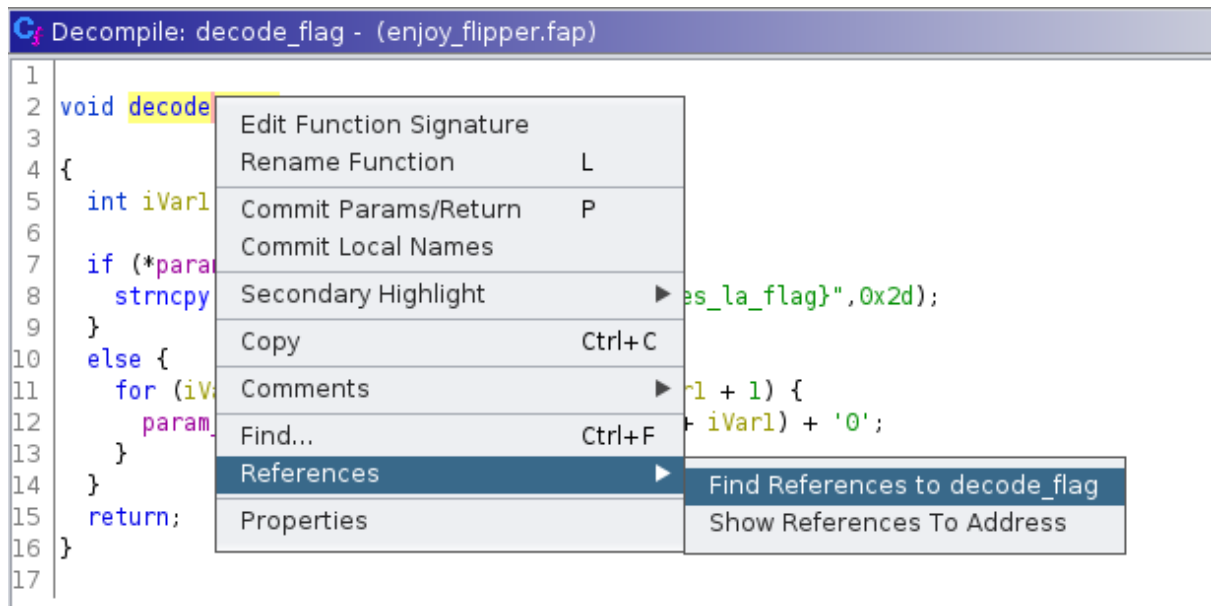 Decompile: decode_flag - (enjoy_flipper.fap)
1
2 void decode
3
4 {
5 int iVar1
6
7 if (*para
8 strncpy es_la_flag}",0x2d);
9 }
10 else {
11 for (iVa r1 + 1) {
12 param_ + iVar1) + '0';
13 }
14 }
15 return;
16 }
17
Edit Function Signature
Rename Function L
Commit Params/Return P
Commit Local Names
Secondary Highlight
Copy Ctrl+C
Comments
Find... Ctrl+F
References
Properties
Find References to decode_flag
Show References To Address